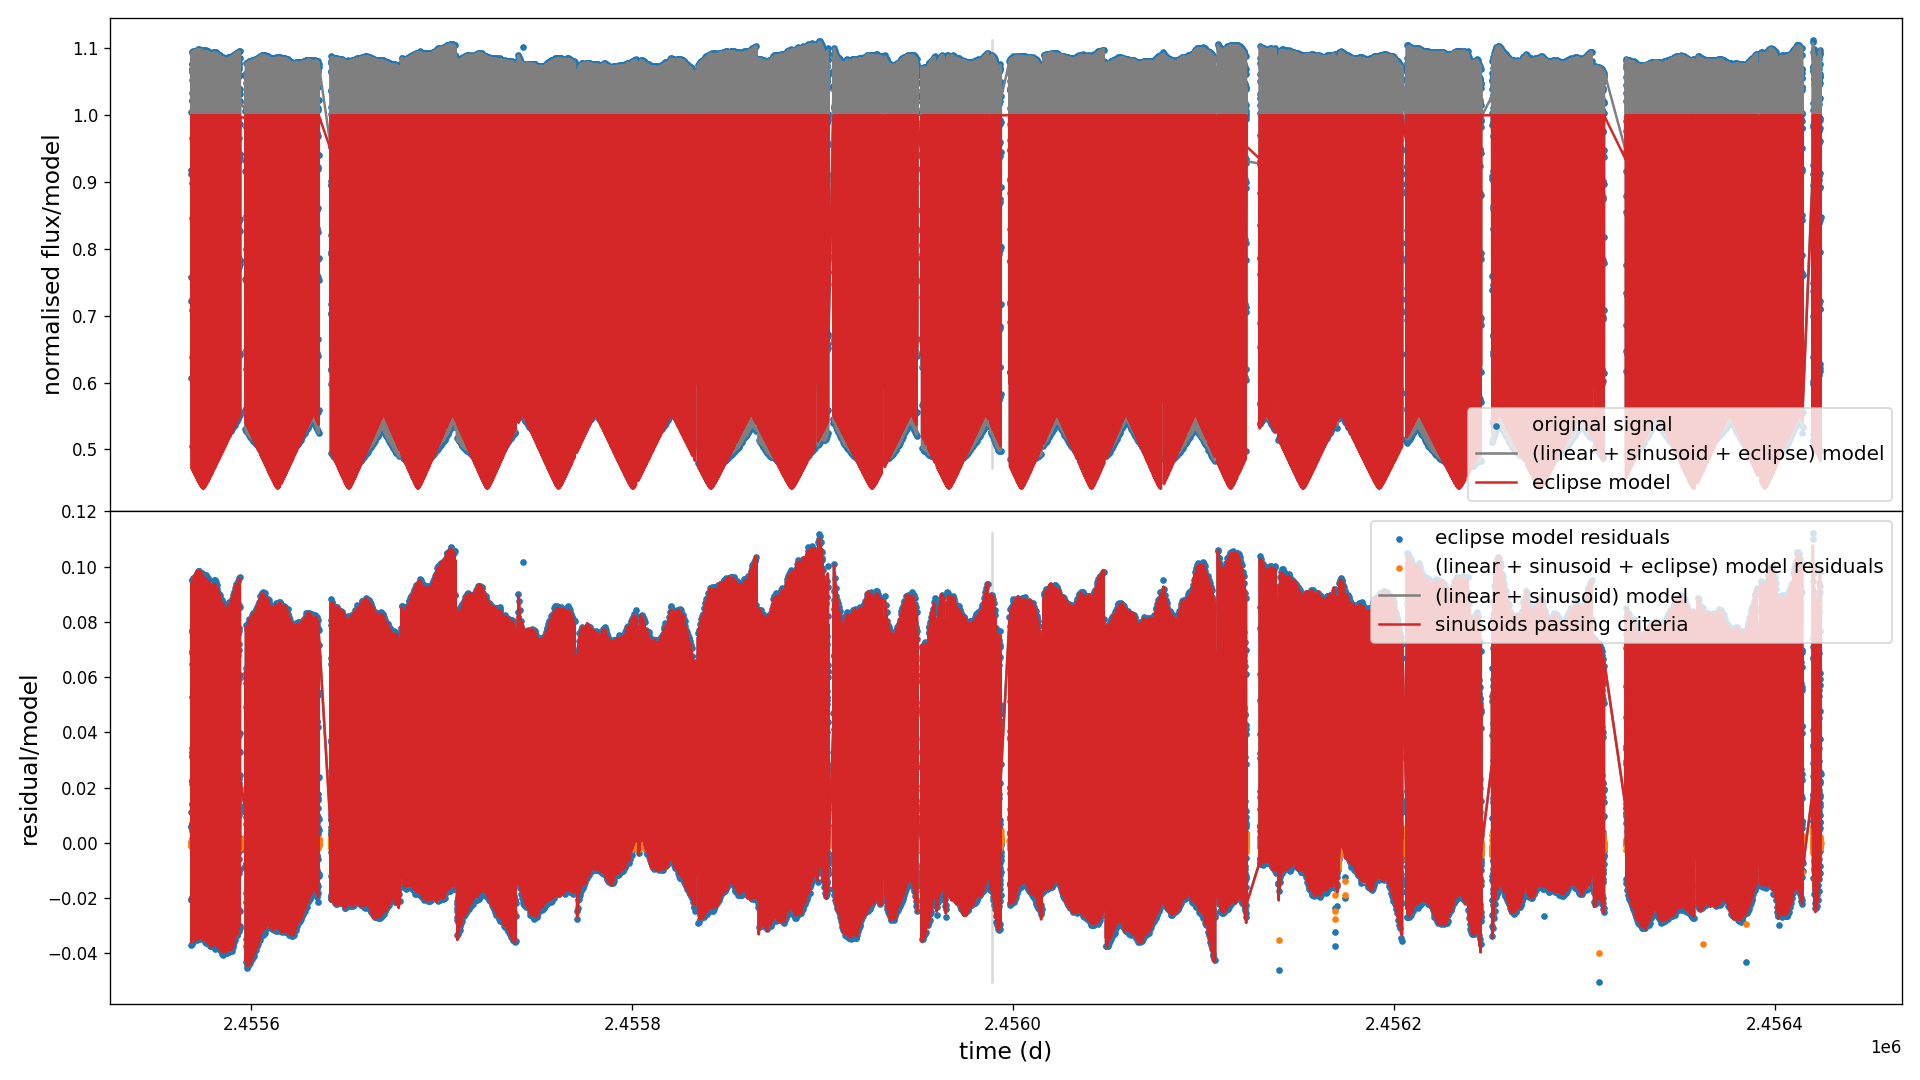 normalised flux/model
1.1
1.0
0.9
0.8
0.7
0.6
0.5
original signal
(linear + sinusoid + eclipse) model
eclipse model
residual/model
0.12
0.10
0.08
0.06
0.04
0.02
0.00
−0.02
−0.04
eclipse model residuals
(linear + sinusoid + eclipse) model residuals
(linear + sinusoid) model
sinusoids passing criteria
2.4556
2.4558
2.4560
2.4562
2.4564
1e6
time (d)